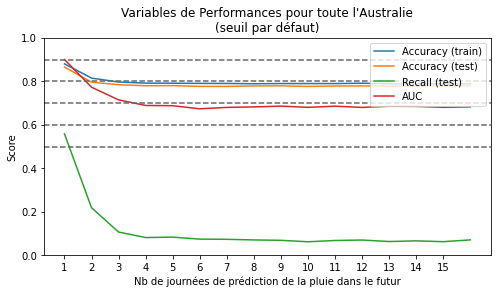 Variables de Performances pour toute l'Australie
(seuil par défaut)
1.0
0.8
0.6
0.4
0.2
0.0
Score
Accuracy (train)
Accuracy (test)
Recall (test)
AUC
1 2 3 4 5 6 7 8 9 10 11 12 13 14 15
Nb de journées de prédiction de la pluie dans le futur